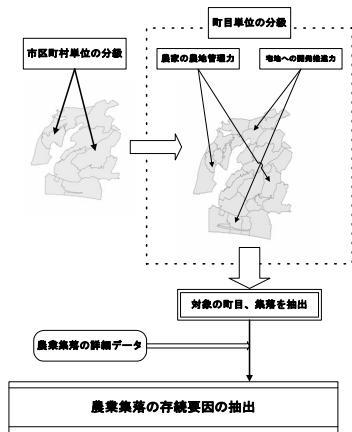 町目単位の分級
市区町村単位の分級
農家の農地管理力
宅地への開発推進力
対象の町目、集落を抽出
農業集落の詳細データ
農業集落の存続要因の抽出